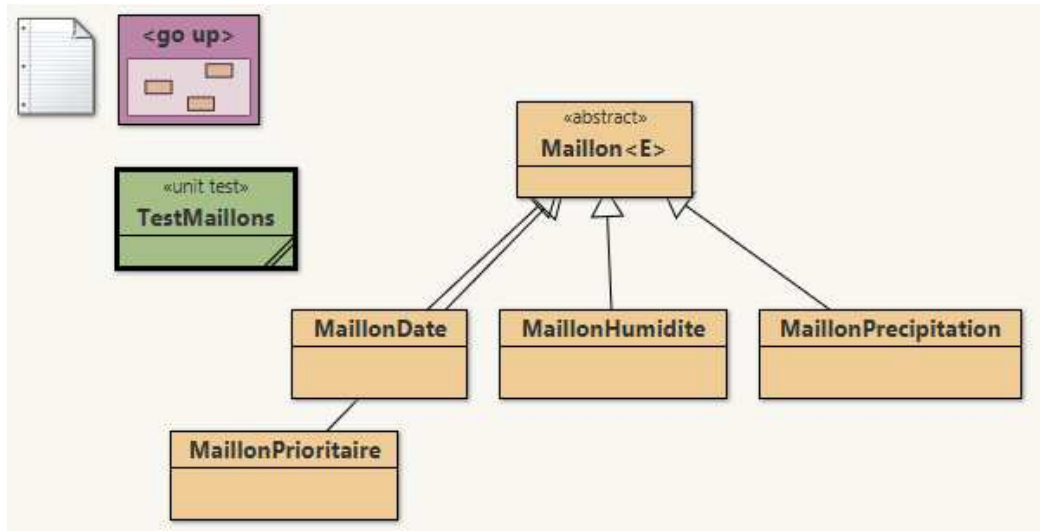 <go up>
«abstract»
Maillon<E>
«unit test»
TestMaillons
MaillonDate
MaillonHumidite
MaillonPrecipitation
MaillonPrioritaire